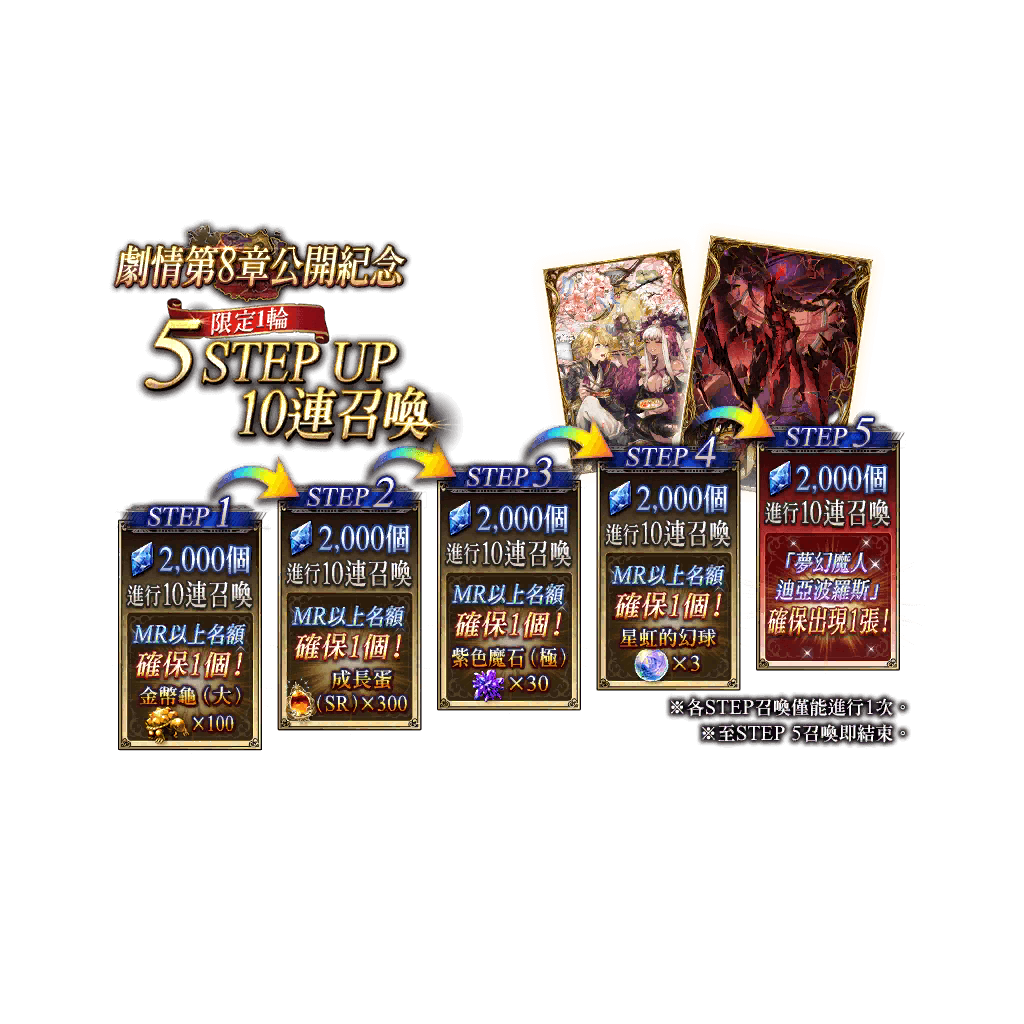 劇情第8章公開紀念
限定1輪
5 STEP UP
10連召喚
STEP 1
2,000個
進行10連召喚
MR以上名額
確保1個!
金幣龜(大)
×100
STEP 2
2,000個
進行10連召喚
MR以上名額
確保1個!
成長蛋
(SR)×300
STEP 3
2,000個
進行10連召喚
MR以上名額
確保1個!
紫色魔石(極)
×30
STEP 4
2,000個
進行10連召喚
MR以上名額
確保1個!
星虹的幻球
×3
STEP 5
2,000個
進行10連召喚
「夢幻魔人
迪亞波羅斯」
確保出現1張!
※各STEP召喚僅能進行1次。
※至STEP 5召喚即結束。